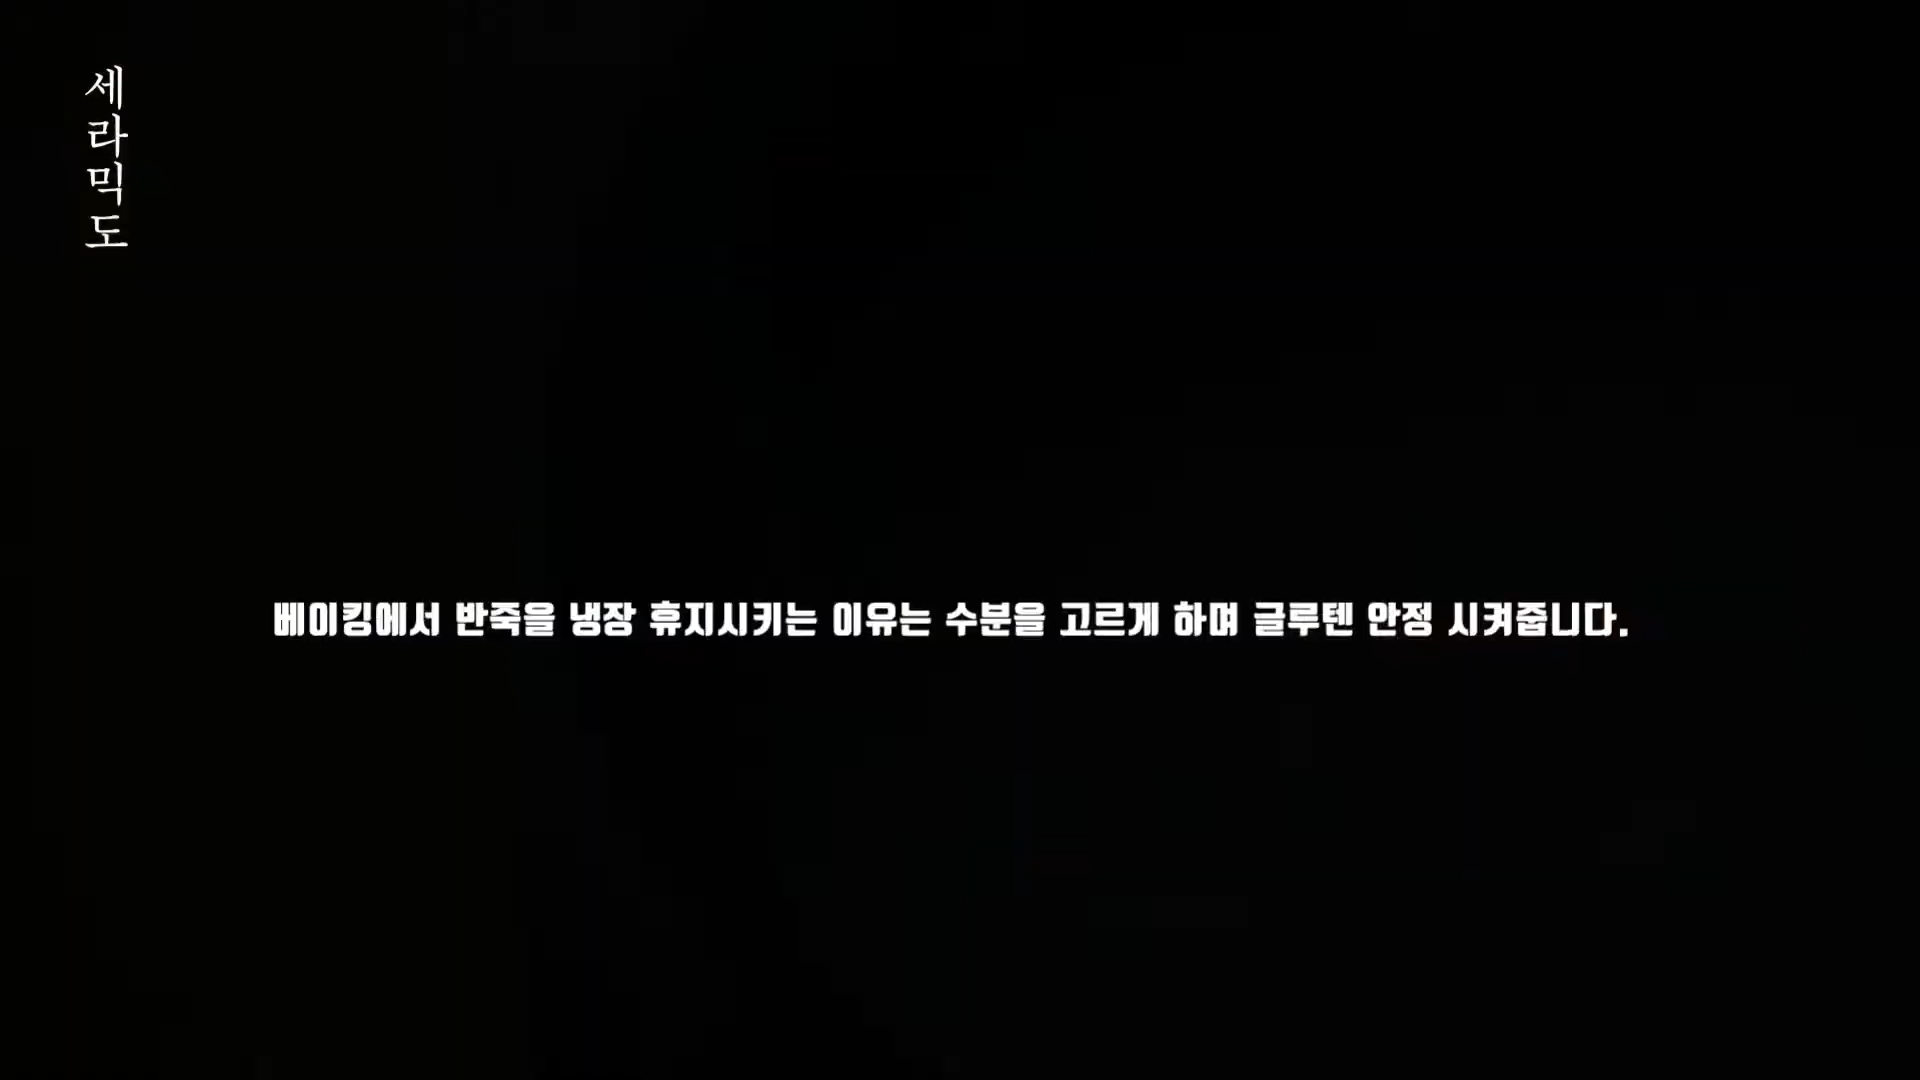 세라믹도
베이킹에서 반죽을 냉장 휴지시키는 이유는 수분을 고르게 하며 글루텐 안정 시켜줍니다.